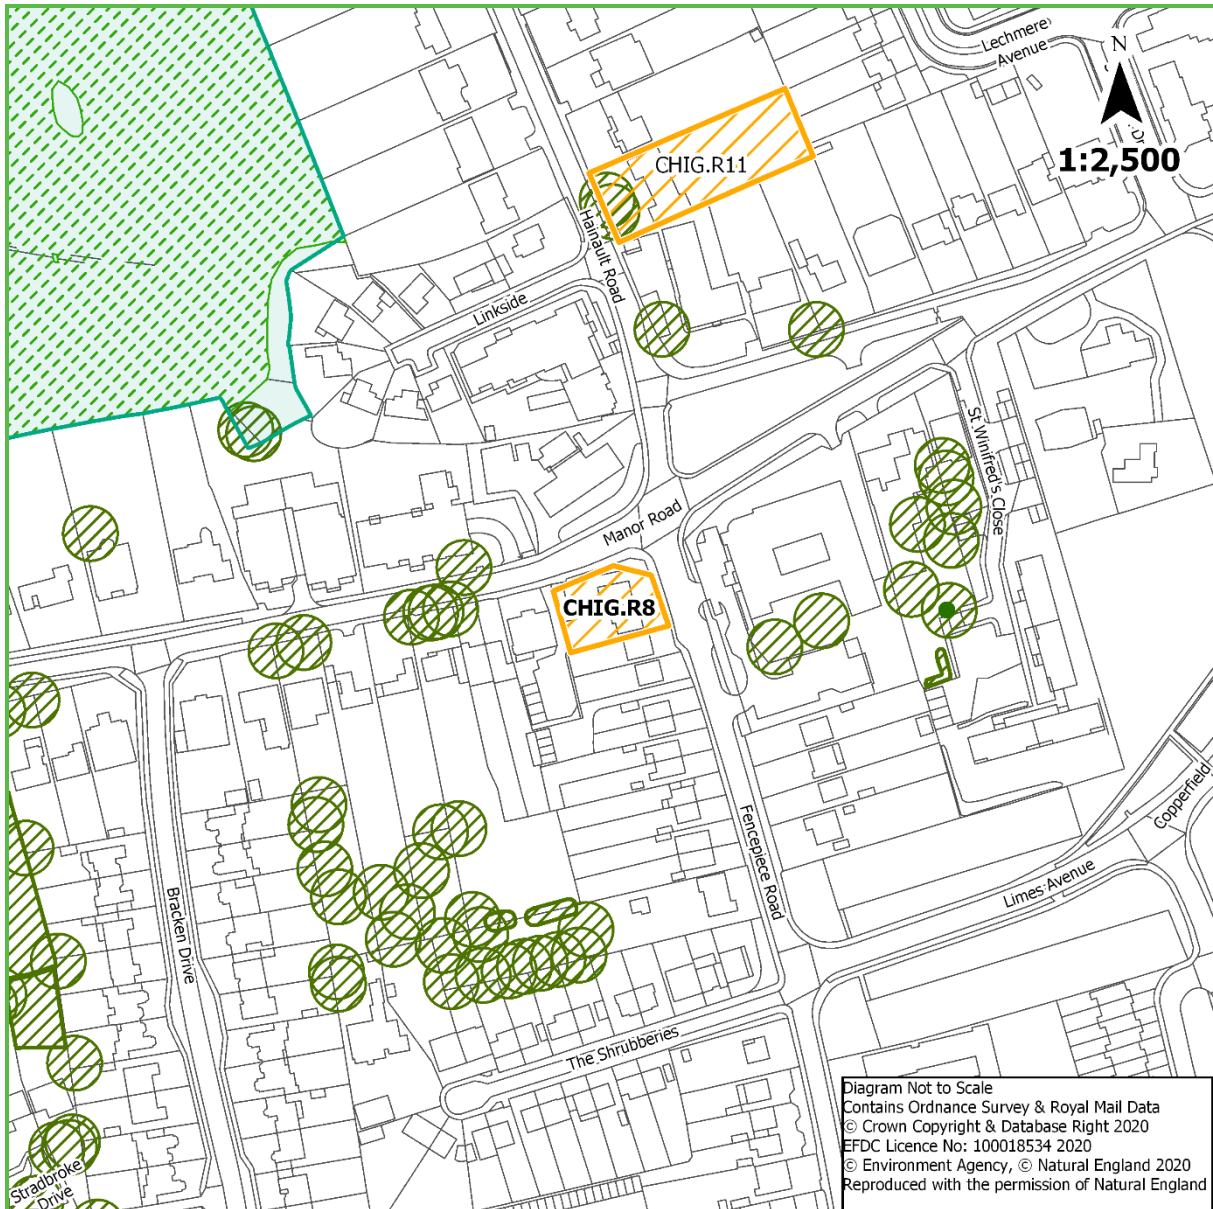 Lechmere
Avenue
N
Dr
1:2,500
CHIG.R11
Hainault Road
Linkside
St Winifred's Close
Manor Road
CHIG.R8
Copperfield
Fencepiece Road
Limes Avenue
Bracken Drive
The Shrubberies
Stradbroke
Drive
Diagram Not to Scale
Contains Ordnance Survey & Royal Mail Data
© Crown Copyright & Database Right 2020
EFDC Licence No: 100018534 2020
© Environment Agency, © Natural England 2020
Reproduced with the permission of Natural England